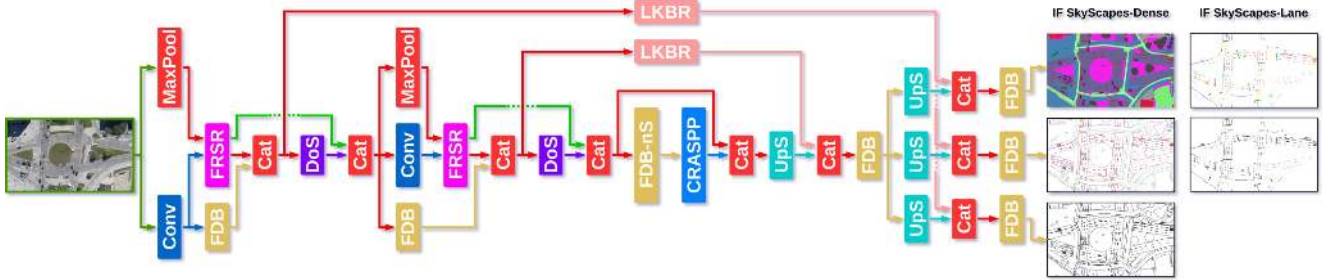 LKBR
IF SkyScapes-Dense
IF SkyScapes-Lane
MaxPool
MaxPool
LKBR
UpS
Cat
FDB
FRSR
Cat
DoS
Cat
Conv
FRSR
Cat
DoS
Cat
FDB-nS
CRASPP
Cat
UpS
Cat
FDB
UpS
Cat
FDB
Conv
FDB
FDB
UpS
Cat
FDB